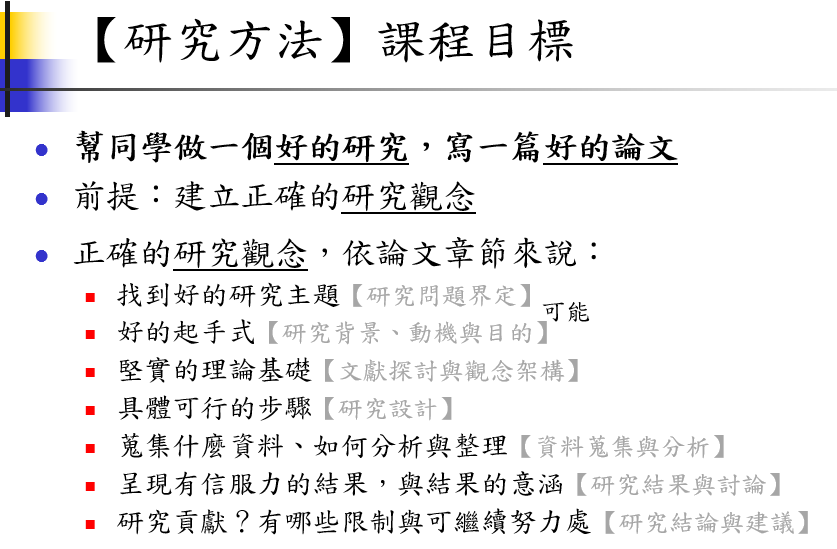 【研究方法】課程目標
幫同學做一個好的研究，寫一篇好的論文
前提：建立正確的研究觀念
正確的研究觀念，依論文章節來說：
找到好的研究主題【研究問題界定】
可能
好的起手式【研究背景、動機與目的】
堅實的理論基礎【文獻探討與觀念架構】
具體可行的步驟【研究設計】
蒐集什麼資料、如何分析與整理【資料蒐集與分析】
呈現有信服力的結果，與結果的意涵【研究結果與討論】
研究貢獻？有哪些限制與可繼續努力處【研究結論與建議】